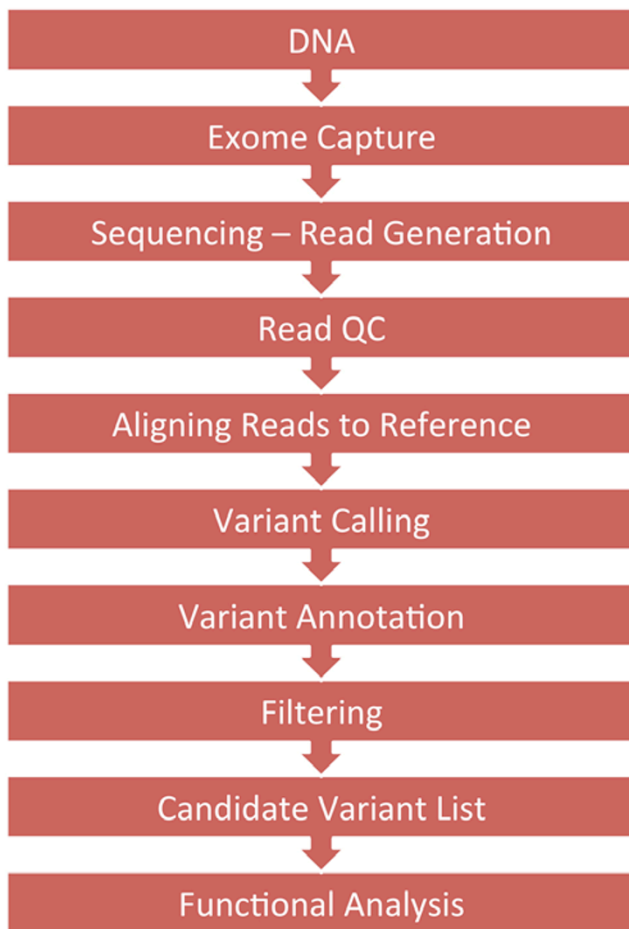 DNA
Exome Capture
Sequencing – Read Generation
Read QC
Aligning Reads to Reference
Variant Calling
Variant Annotation
Filtering
Candidate Variant List
Functional Analysis